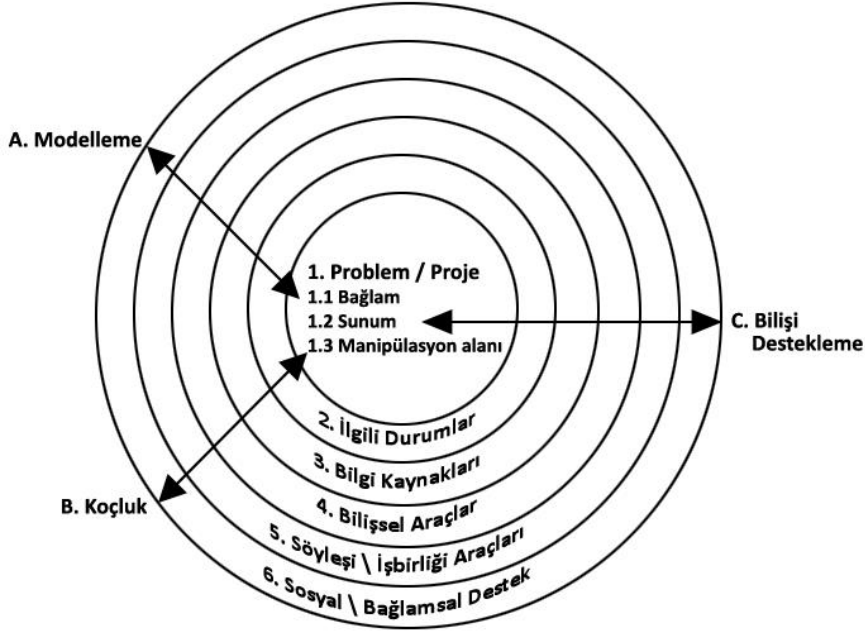 A. Modelleme
1. Problem / Proje
1.1 Bağlam
1.2 Sunum
1.3 Manipülasyon alanı
C. Bilişi
Destekleme
2. İlgili Durumlar
3. Bilgi Kaynakları
4. Bilişsel Araçlar
B. Koçluk
5. Söyleşi \ İşbirliği Araçları
6. Sosyal \ Bağlamsal Destek